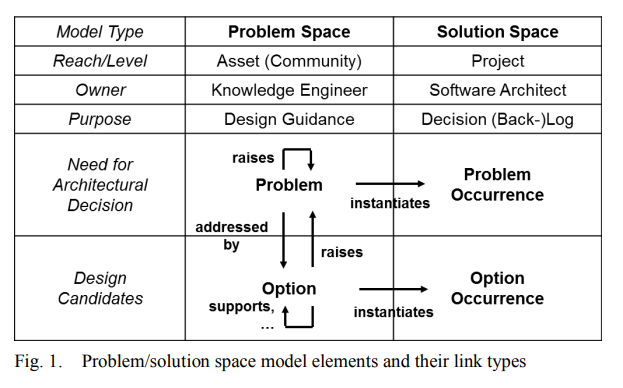 Model Type Problem Space Solution Space
Reach/Level Asset (Community) Project
Owner Knowledge Engineer Software Architect
Purpose Design Guidance Decision (Back-)Log
Need for
Architectural
Decision
raises
Problem
instantiates
Problem
Occurrence
addressed
by
raises
Design
Candidates
Option
supports,
...
instantiates
Option
Occurrence
Fig. 1. Problem/solution space model elements and their link types